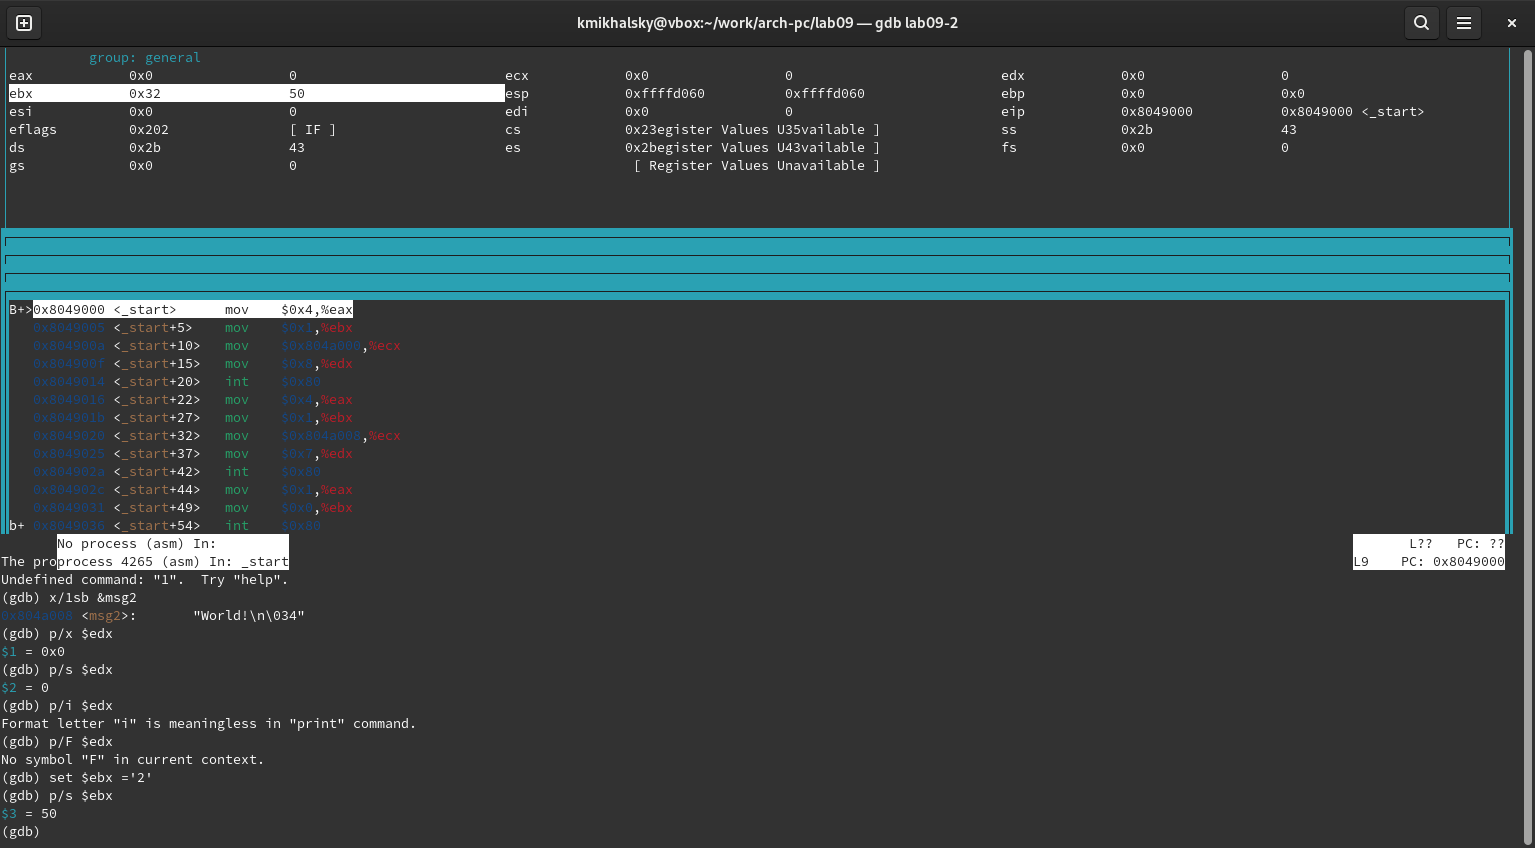 kmikhalsky@vbox:~/work/arch-pc/lab09 — gdb lab09-2
group: general
eax 0x0 0 ecx 0x0 0 edx 0x0 0
ebx 0x32 50 esp 0xffffd060 0xffffd060 ebp 0x0 0x0
esi 0x0 0 edi 0x0 0 eip 0x8049000 0x8049000 <_start>
eflags 0x202 [ IF ] cs 0x23egister Values U35vailable ] ss 0x2b 43
ds 0x2b 43 es 0x2begister Values U43vailable ] fs 0x0 0
gs 0x0 0 [ Register Values Unavailable ]
B+>0x8049000 <_start> mov $0x4,%eax
0x8049005 <_start+5> mov $0x1,%ebx
0x804900a <_start+10> mov $0x804a000,%ecx
0x804900f <_start+15> mov $0x8,%edx
0x8049014 <_start+20> int $0x80
0x8049016 <_start+22> mov $0x4,%eax
0x804901b <_start+27> mov $0x1,%ebx
0x8049020 <_start+32> mov $0x804a008,%ecx
0x8049025 <_start+37> mov $0x7,%edx
0x804902a <_start+42> int $0x80
0x804902c <_start+44> mov $0x1,%eax
0x8049031 <_start+49> mov $0x0,%ebx
b+ 0x8049036 <_start+54> int $0x80
No process (asm) In: L?? PC: ??
The proprocess 4265 (asm) In: _start L9 PC: 0x8049000
Undefined command: "1". Try "help".
(gdb) x/1sb &msg2
0x804a008 <msg2>: "World!\n\034"
(gdb) p/x $edx
$1 = 0x0
(gdb) p/s $edx
$2 = 0
(gdb) p/i $edx
Format letter "i" is meaningless in "print" command.
(gdb) p/F $edx
No symbol "F" in current context.
(gdb) set $ebx ='2'
(gdb) p/s $ebx
$3 = 50
(gdb)